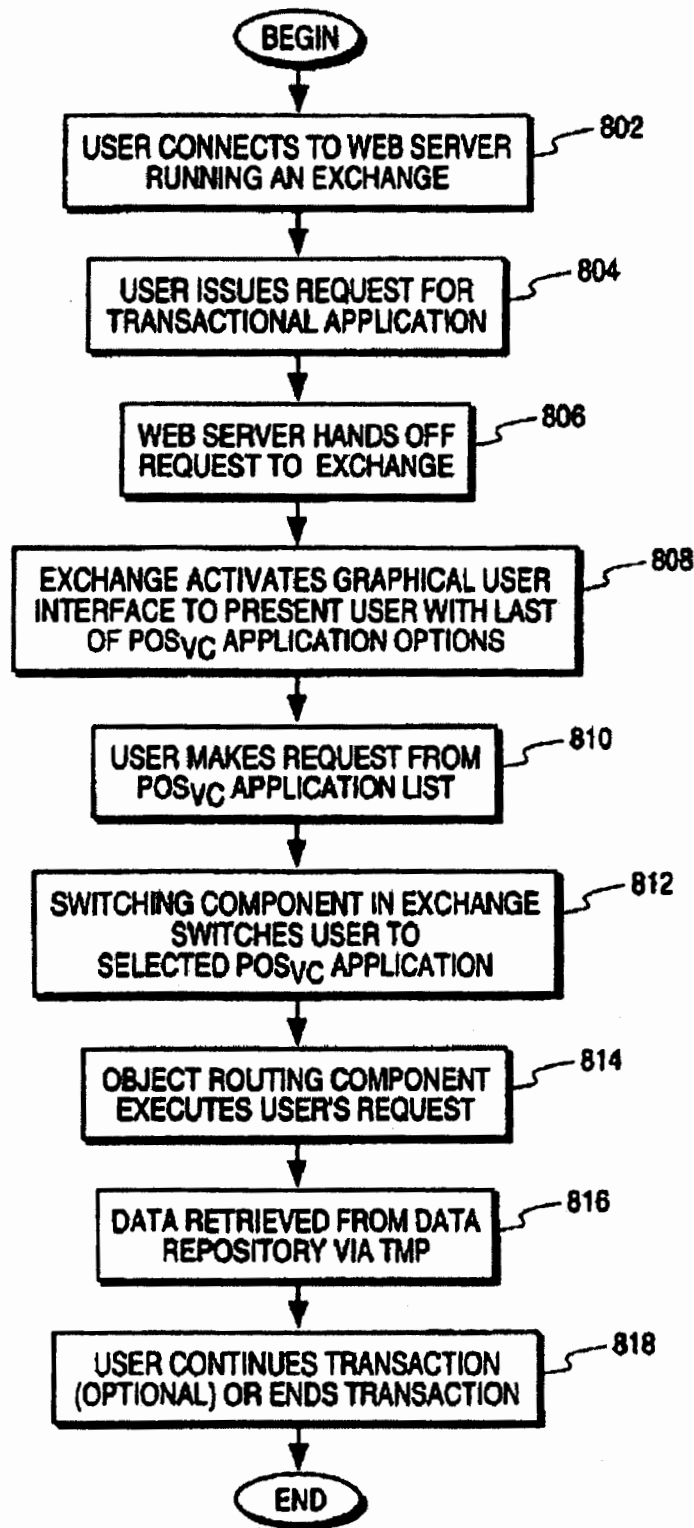 BEGIN
USER CONNECTS TO WEB SERVER
RUNNING AN EXCHANGE
802
USER ISSUES REQUEST FOR
TRANSACTIONAL APPLICATION
804
WEB SERVER HANDS OFF
REQUEST TO EXCHANGE
806
EXCHANGE ACTIVATES GRAPHICAL USER
INTERFACE TO PRESENT USER WITH LAST
OF POSVC APPLICATION OPTIONS
808
USER MAKES REQUEST FROM
POSVC APPLICATION LIST
810
SWITCHING COMPONENT IN EXCHANGE
SWITCHES USER TO
SELECTED POSVC APPLICATION
812
OBJECT ROUTING COMPONENT
EXECUTES USER'S REQUEST
814
DATA RETRIEVED FROM DATA
REPOSITORY VIA TMP
816
USER CONTINUES TRANSACTION
(OPTIONAL) OR ENDS TRANSACTION
818
END